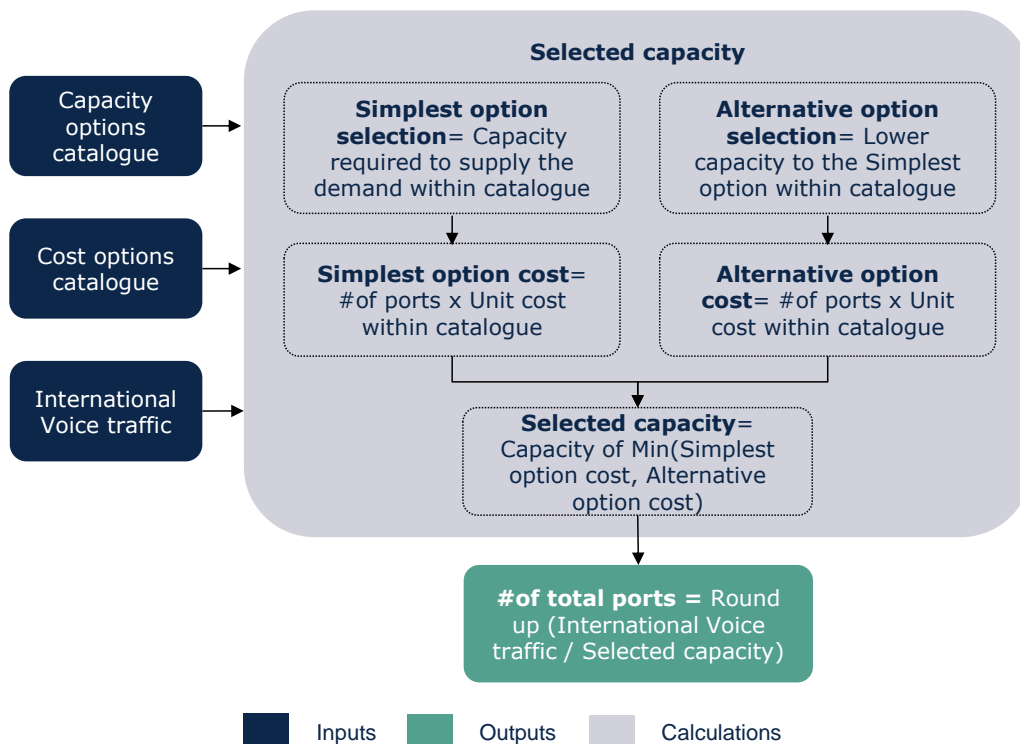 Selected capacity
Capacity
options
catalogue
Cost options
catalogue
International
Voice traffic
Simplest option
selection= Capacity
required to supply the
demand within catalogue
Alternative option
selection= Lower
capacity to the Simplest
option within catalogue
Simplest option cost=
#of ports x Unit cost
within catalogue
Alternative option
cost= #of ports x Unit
cost within catalogue
Selected capacity=
Capacity of Min(Simplest
option cost, Alternative
option cost)
#of total ports = Round
up (International Voice
traffic / Selected capacity)
Inputs
Outputs
Calculations